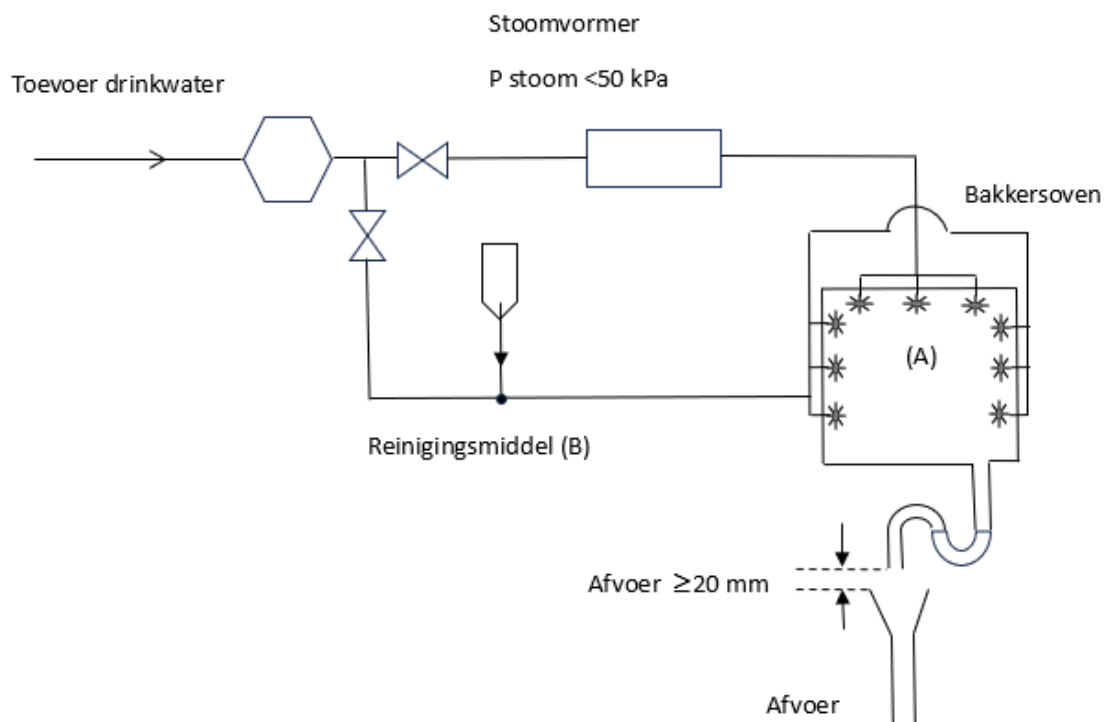 Stoomvormer
P stoom <50 kPa
Toevoer drinkwater
Bakkersoven
(A)
Reinigingsmiddel (B)
Afvoer ≥20 mm
Afvoer